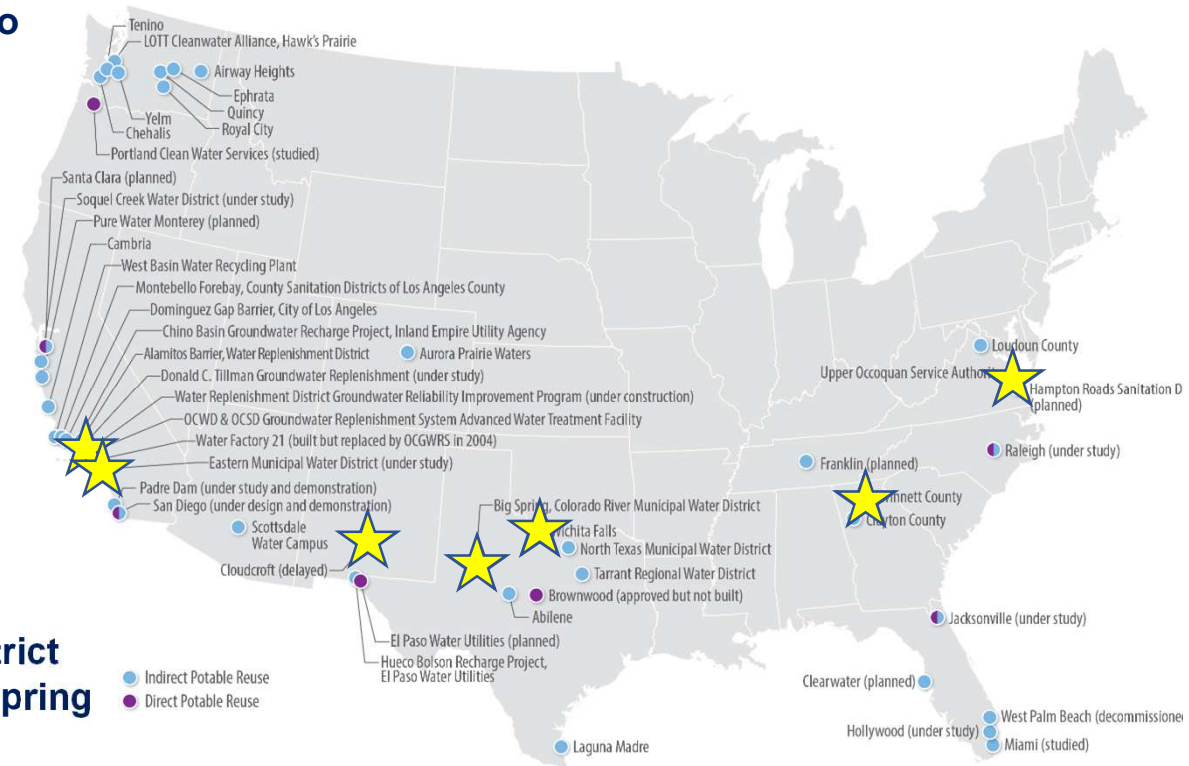 o
Tenino
LOTT Cleanwater Alliance, Hawk's Prairie
Airway Heights
Ephrata
Quincy
Royal City
Yelm
Chehalis
Portland Clean Water Services (studied)
Santa Clara (planned)
Soquel Creek Water District (under study)
Pure Water Monterey (planned)
Cambria
West Basin Water Recycling Plant
Montebello Forebay, County Sanitation Districts of Los Angeles County
Dominguez Gap Barrier, City of Los Angeles
Chino Basin Groundwater Recharge Project, Inland Empire Utility Agency
Alamitos Barrier, Water Replenishment District
Aurora Prairie Waters
Donald C. Tillman Groundwater Replenishment (under study)
Water Replenishment District Groundwater Reliability Improvement Program (under construction)
OCWD & OCSD Groundwater Replenishment System Advanced Water Treatment Facility
Water Factory 21 (built but replaced by OCGWRS in 2004)
Eastern Municipal Water District (under study)
Padre Dam (under study and demonstration)
San Diego (under design and demonstration)
Scottsdale
Water Campus
Cloudcroft (delayed)
Big Spring, Colorado River Municipal Water District
ichita Falls
North Texas Municipal Water District
Tarrant Regional Water District
Brownwood (approved but not built)
Abilene
El Paso Water Utilities (planned)
Hueco Bolson Recharge Project,
El Paso Water Utilities
Laguna Madre
Loudoun County
Upper Occoquan Service Authori
Hampton Roads Sanitation D
(planned)
Raleigh (under study)
Franklin (planned)
innett County
Clayton County
Jacksonville (under study)
Clearwater (planned)
West Palm Beach (decommissione
Hollywood (under study)
Miami (studied)
trict
pring
Indirect Potable Reuse
Direct Potable Reuse